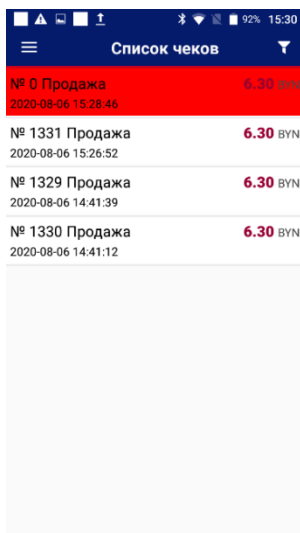 92% 15:30
Список чеков
№ 0 Продажа 6.30 BYN
2020-08-06 15:28:46
№ 1331 Продажа 6.30 BYN
2020-08-06 15:26:52
№ 1329 Продажа 6.30 BYN
2020-08-06 14:41:39
№ 1330 Продажа 6.30 BYN
2020-08-06 14:41:12